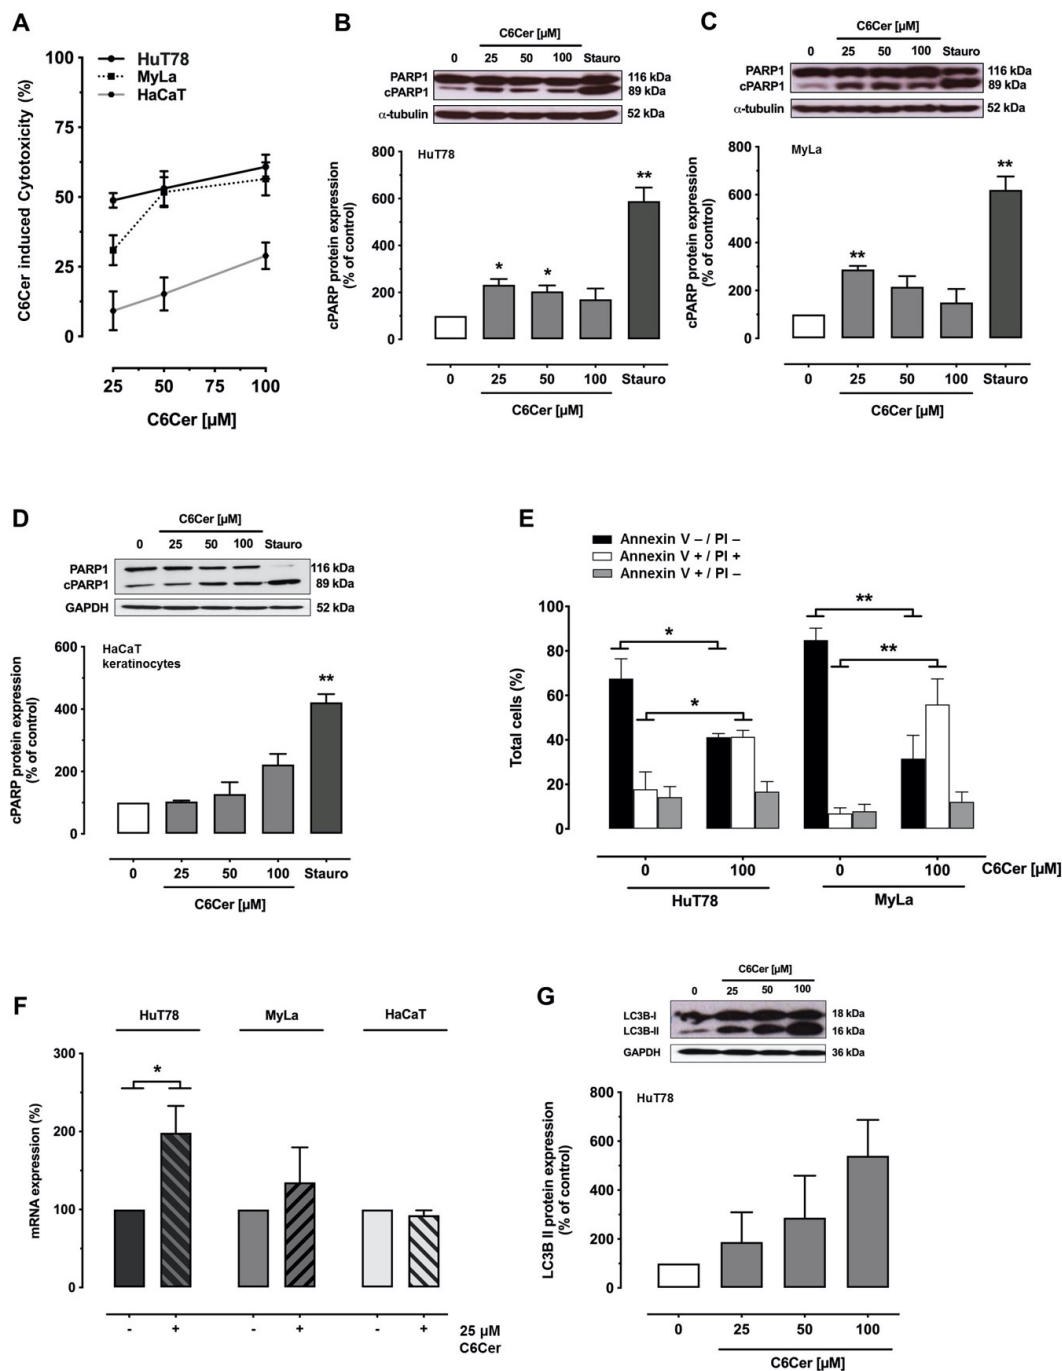 A
HuT78
MyLa
HaCaT
100
75
50
25
0
C6Cer induced Cytotoxicity (%)
25 50 75 100
C6Cer [µM]
B
C6Cer [µM]
0 25 50 100 Stauro
PARP1 116 kDa
cPARP1 89 kDa
α-tubulin 52 kDa
HuT78
800
600
400
200
0
cPARP protein expression
(% of control)
* * **
0 25 50 100 Stauro
C6Cer [µM]
C
C6Cer [µM]
0 25 50 100 Stauro
PARP1 116 kDa
cPARP1 89 kDa
α-tubulin 52 kDa
MyLa
800
600
400
200
0
cPARP protein expression
(% of control)
** **
0 25 50 100 Stauro
C6Cer [µM]
D
C6Cer [µM]
0 25 50 100 Stauro
PARP1 116 kDa
cPARP1 89 kDa
GAPDH 52 kDa
HaCaT
keratinocytes
600
400
200
0
cPARP protein expression
(% of control)
**
0 25 50 100 Stauro
C6Cer [µM]
E
Annexin V – / PI –
Annexin V + / PI +
Annexin V + / PI –
100
80
60
40
20
0
Total cells (%)
* **
* **
0 100 0 100 C6Cer [µM]
HuT78 MyLa
F
HuT78 MyLa HaCaT
300
200
100
0
mRNA expression (%)
*
- + - + - + 25 µM
C6Cer
G
C6Cer [µM]
0 25 50 100
LC3B-I 18 kDa
LC3B-II 16 kDa
GAPDH 36 kDa
HuT78
800
600
400
200
0
LC3B II protein expression
(% of control)
0 25 50 100
C6Cer [µM]